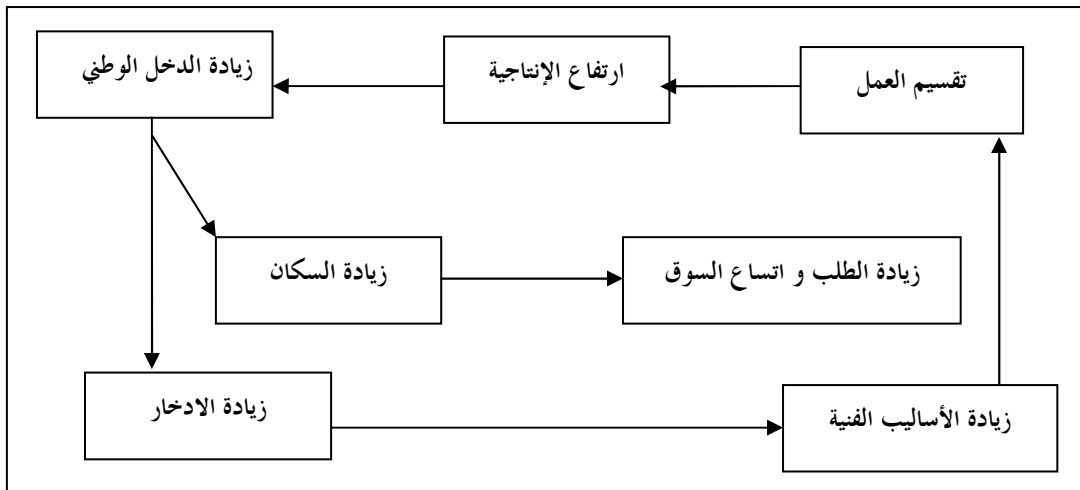 تقسيم العمل
ارتفاع الإنتاجية
زيادة الدخل الوطني
زيادة السكان
زيادة الطلب و اتساع السوق
زيادة الادخار
زيادة الأساليب الفنية